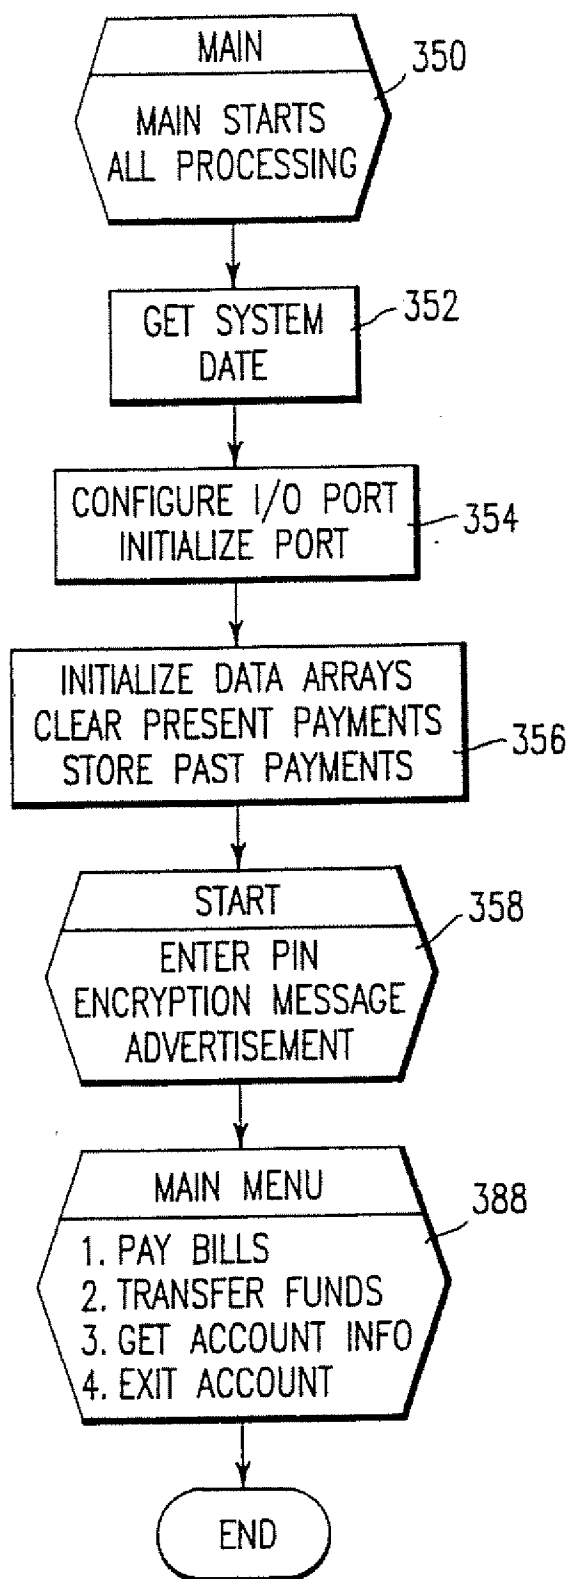 MAIN
350
MAIN STARTS
ALL PROCESSING
GET SYSTEM
DATE
352
CONFIGURE I/O PORT
INITIALIZE PORT
354
INITIALIZE DATA ARRAYS
CLEAR PRESENT PAYMENTS
STORE PAST PAYMENTS
356
START
358
ENTER PIN
ENCRYPTION MESSAGE
ADVERTISEMENT
MAIN MENU
388
1. PAY BILLS
2. TRANSFER FUNDS
3. GET ACCOUNT INFO
4. EXIT ACCOUNT
END